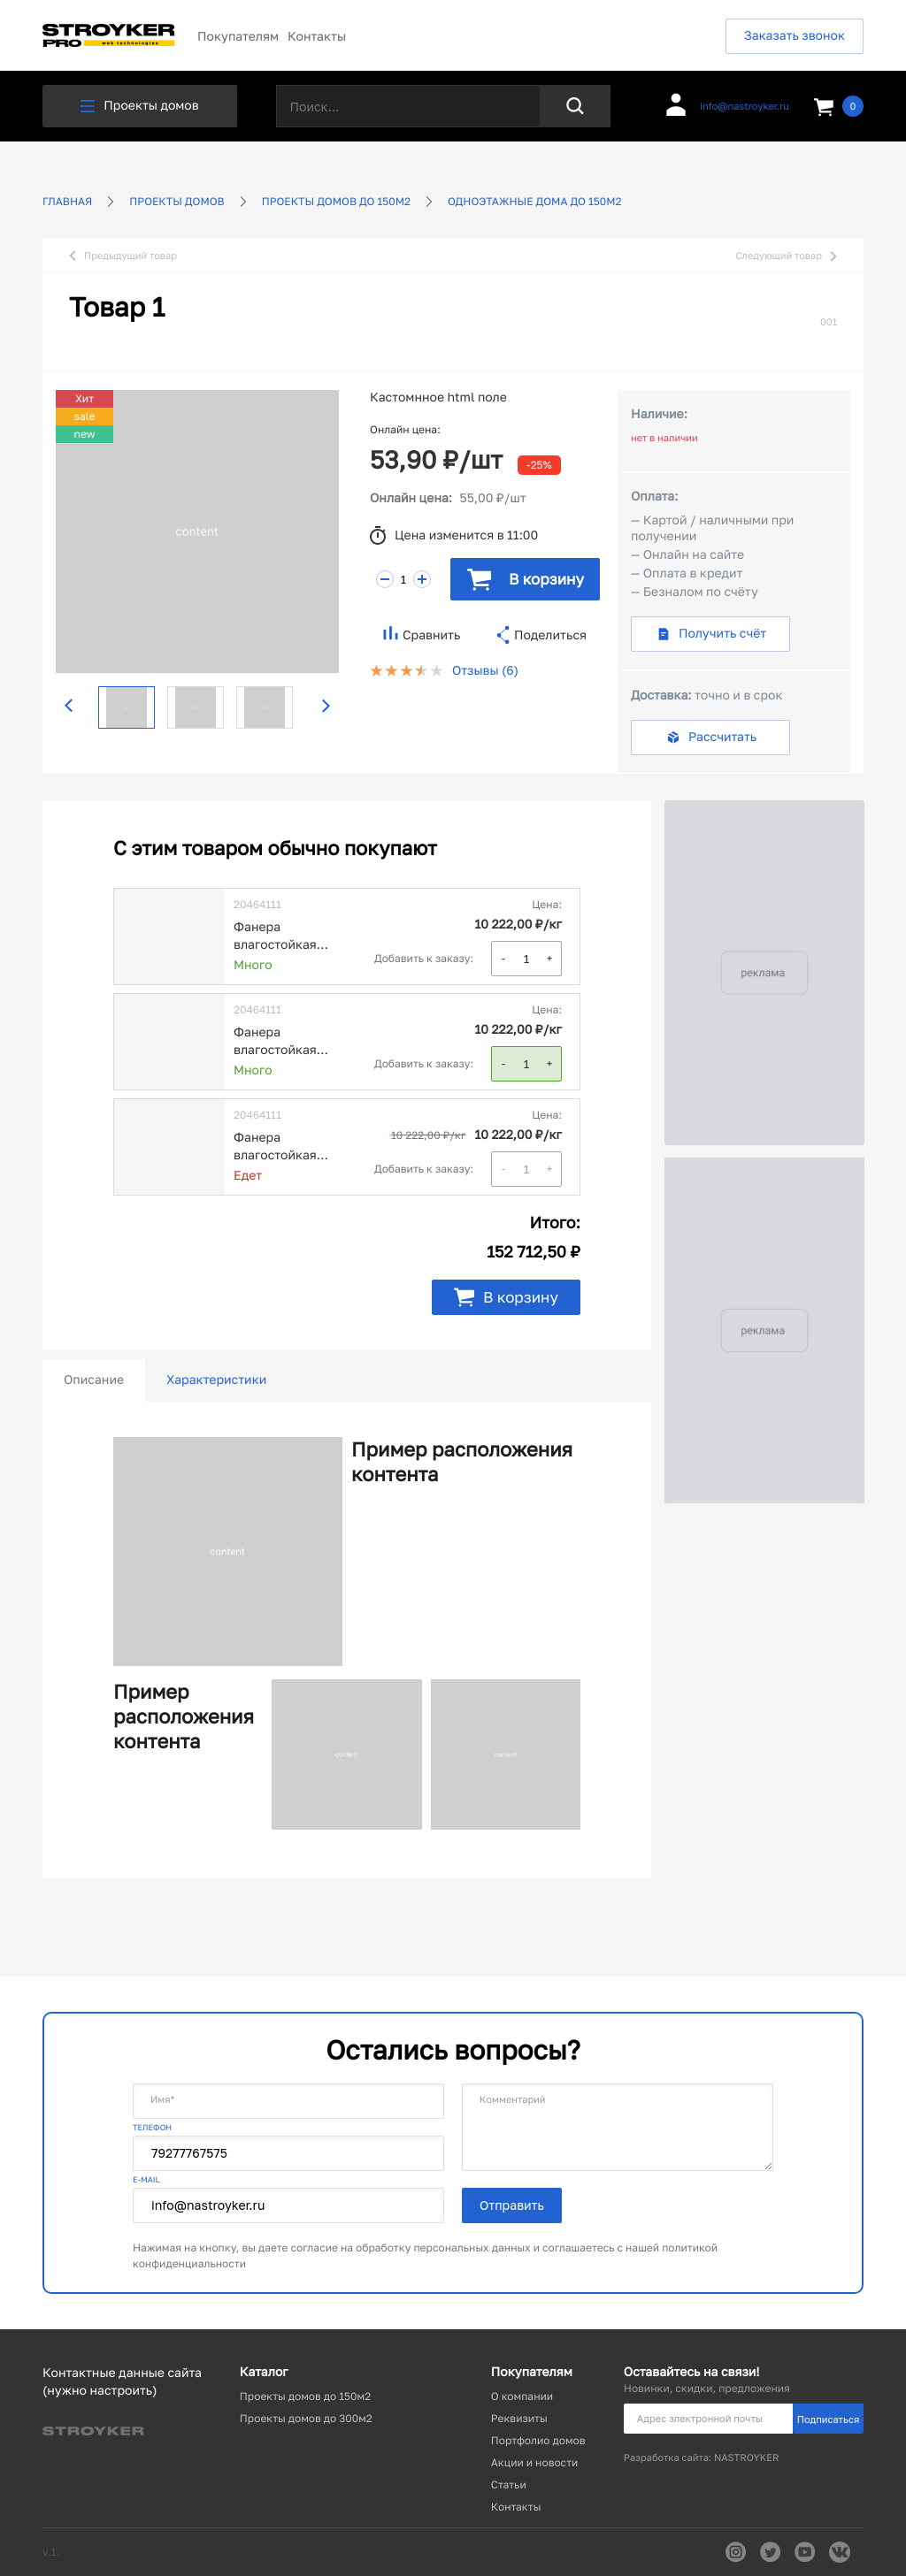 STROYKER
PRO web technologies
Покупателям Контакты
Заказать звонок
Проекты домов
Поиск...
info@nastroyker.ru
0
ГЛАВНАЯ ПРОЕКТЫ ДОМОВ ПРОЕКТЫ ДОМОВ ДО 150М2 ОДНОЭТАЖНЫЕ ДОМА ДО 150М2
Предыдущий товар
Следующий товар
Товар 1
001
Хит
sale
new
content
Кастомнное html поле
Онлайн цена:
53,90 ₽/шт -25%
Онлайн цена: 55,00 ₽/шт
Цена изменится в 11:00
1
В корзину
Сравнить
Поделиться
Отзывы (6)
Наличие:
нет в наличии
Оплата:
— Картой / наличными при
получении
— Онлайн на сайте
— Оплата в кредит
— Безналом по счёту
Получить счёт
Доставка: точно и в срок
Рассчитать
С этим товаром обычно покупают
20464111
Фанера
влагостойкая...
Много
Цена:
10 222,00 ₽/кг
Добавить к заказу:
- 1 +
20464111
Фанера
влагостойкая...
Много
Цена:
10 222,00 ₽/кг
Добавить к заказу:
- 1 +
20464111
Фанера
влагостойкая...
Едет
Цена:
10 222,00 ₽/кг 10 222,00 ₽/кг
Добавить к заказу:
- 1 +
Итого:
152 712,50 ₽
В корзину
реклама
реклама
Описание
Характеристики
content
Пример расположения
контента
Пример
расположения
контента
content
content
Остались вопросы?
Имя*
ТЕЛЕФОН
79277767575
E-MAIL
info@nastroyker.ru
Комментарий
Отправить
Нажимая на кнопку, вы даете согласие на обработку персональных данных и соглашаетесь с нашей политикой
конфиденциальности
Контактные данные сайта
(нужно настроить)
STROYKER
Каталог
Проекты домов до 150м2
Проекты домов до 300м2
Покупателям
О компании
Реквизиты
Портфолио домов
Акции и новости
Статьи
Контакты
Оставайтесь на связи!
Новинки, скидки, предложения
Адрес электронной почты
Подписаться
Разработка сайта: NASTROYKER
v.1.